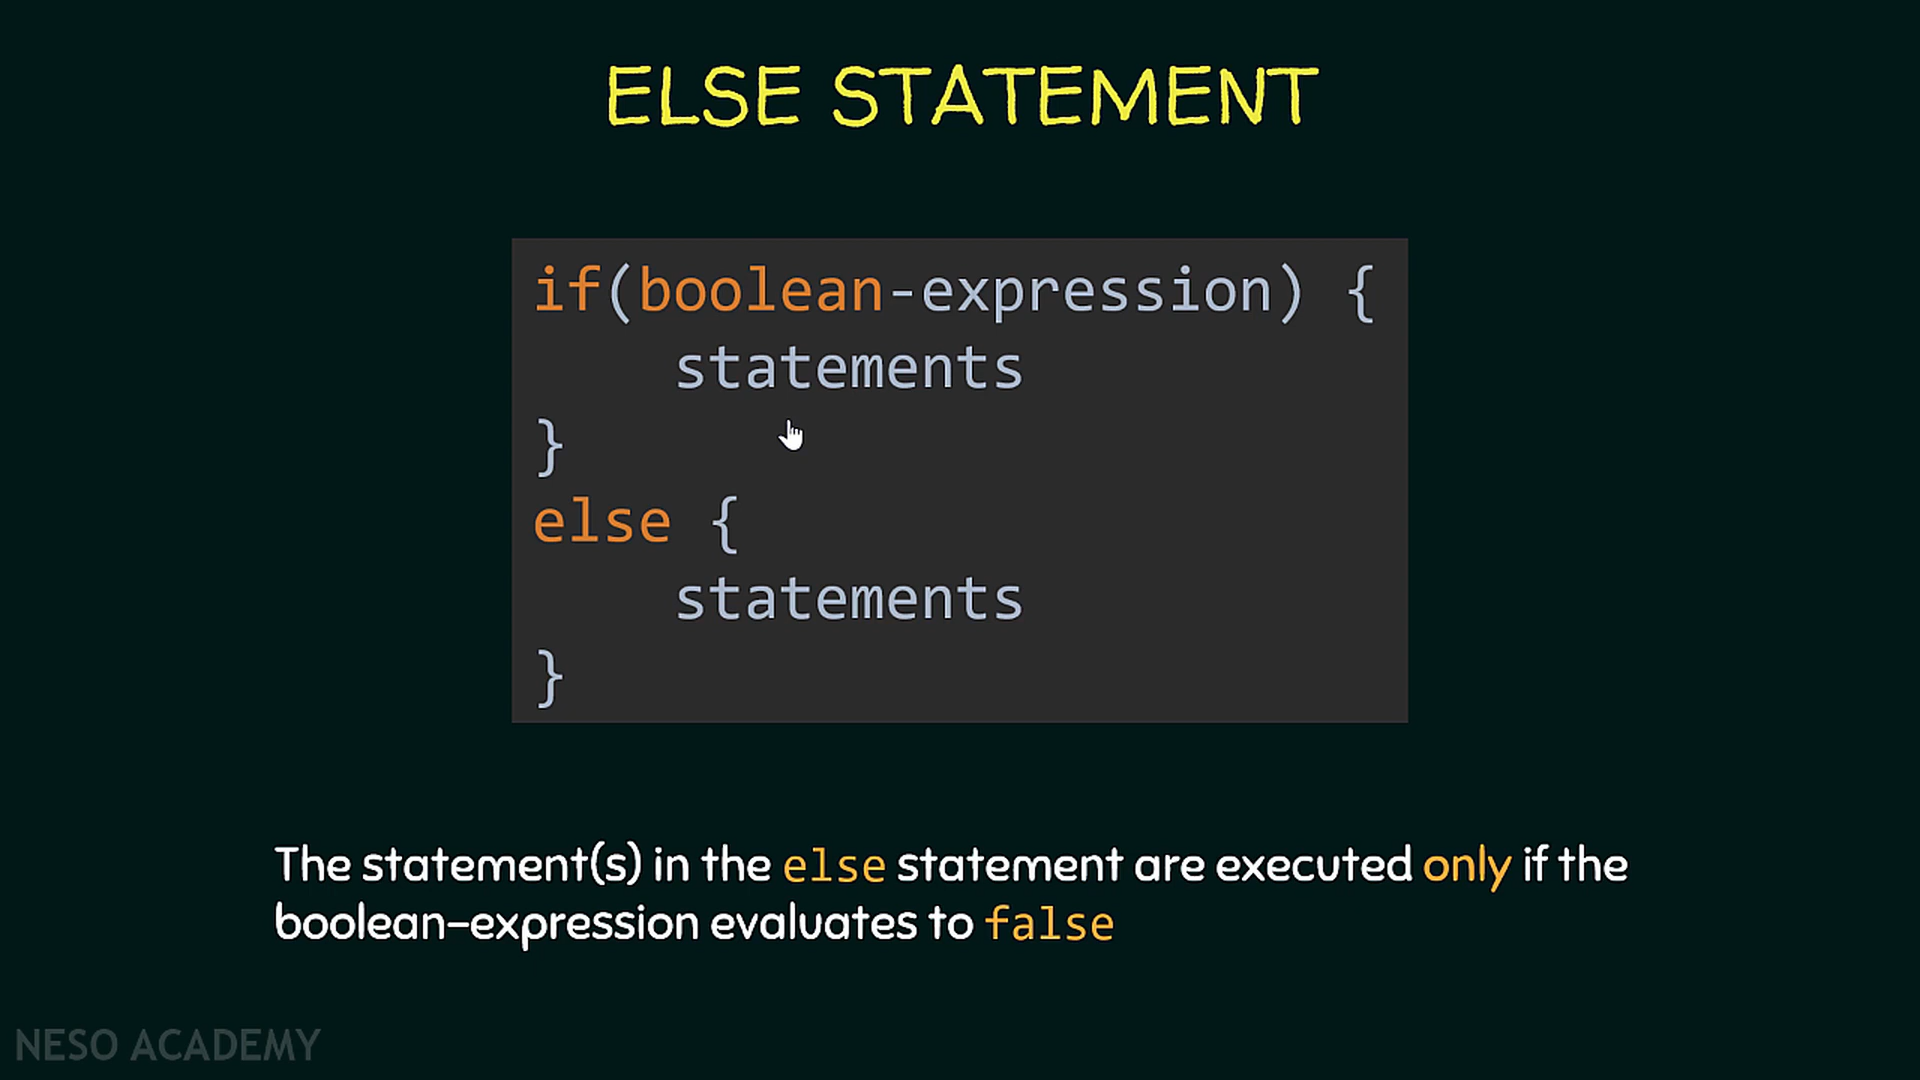 ELSE STATEMENT
if(boolean-expression) {
statements
}
else {
statements
}
The statement(s) in the else statement are executed only if the
boolean-expression evaluates to false
NESO ACADEMY